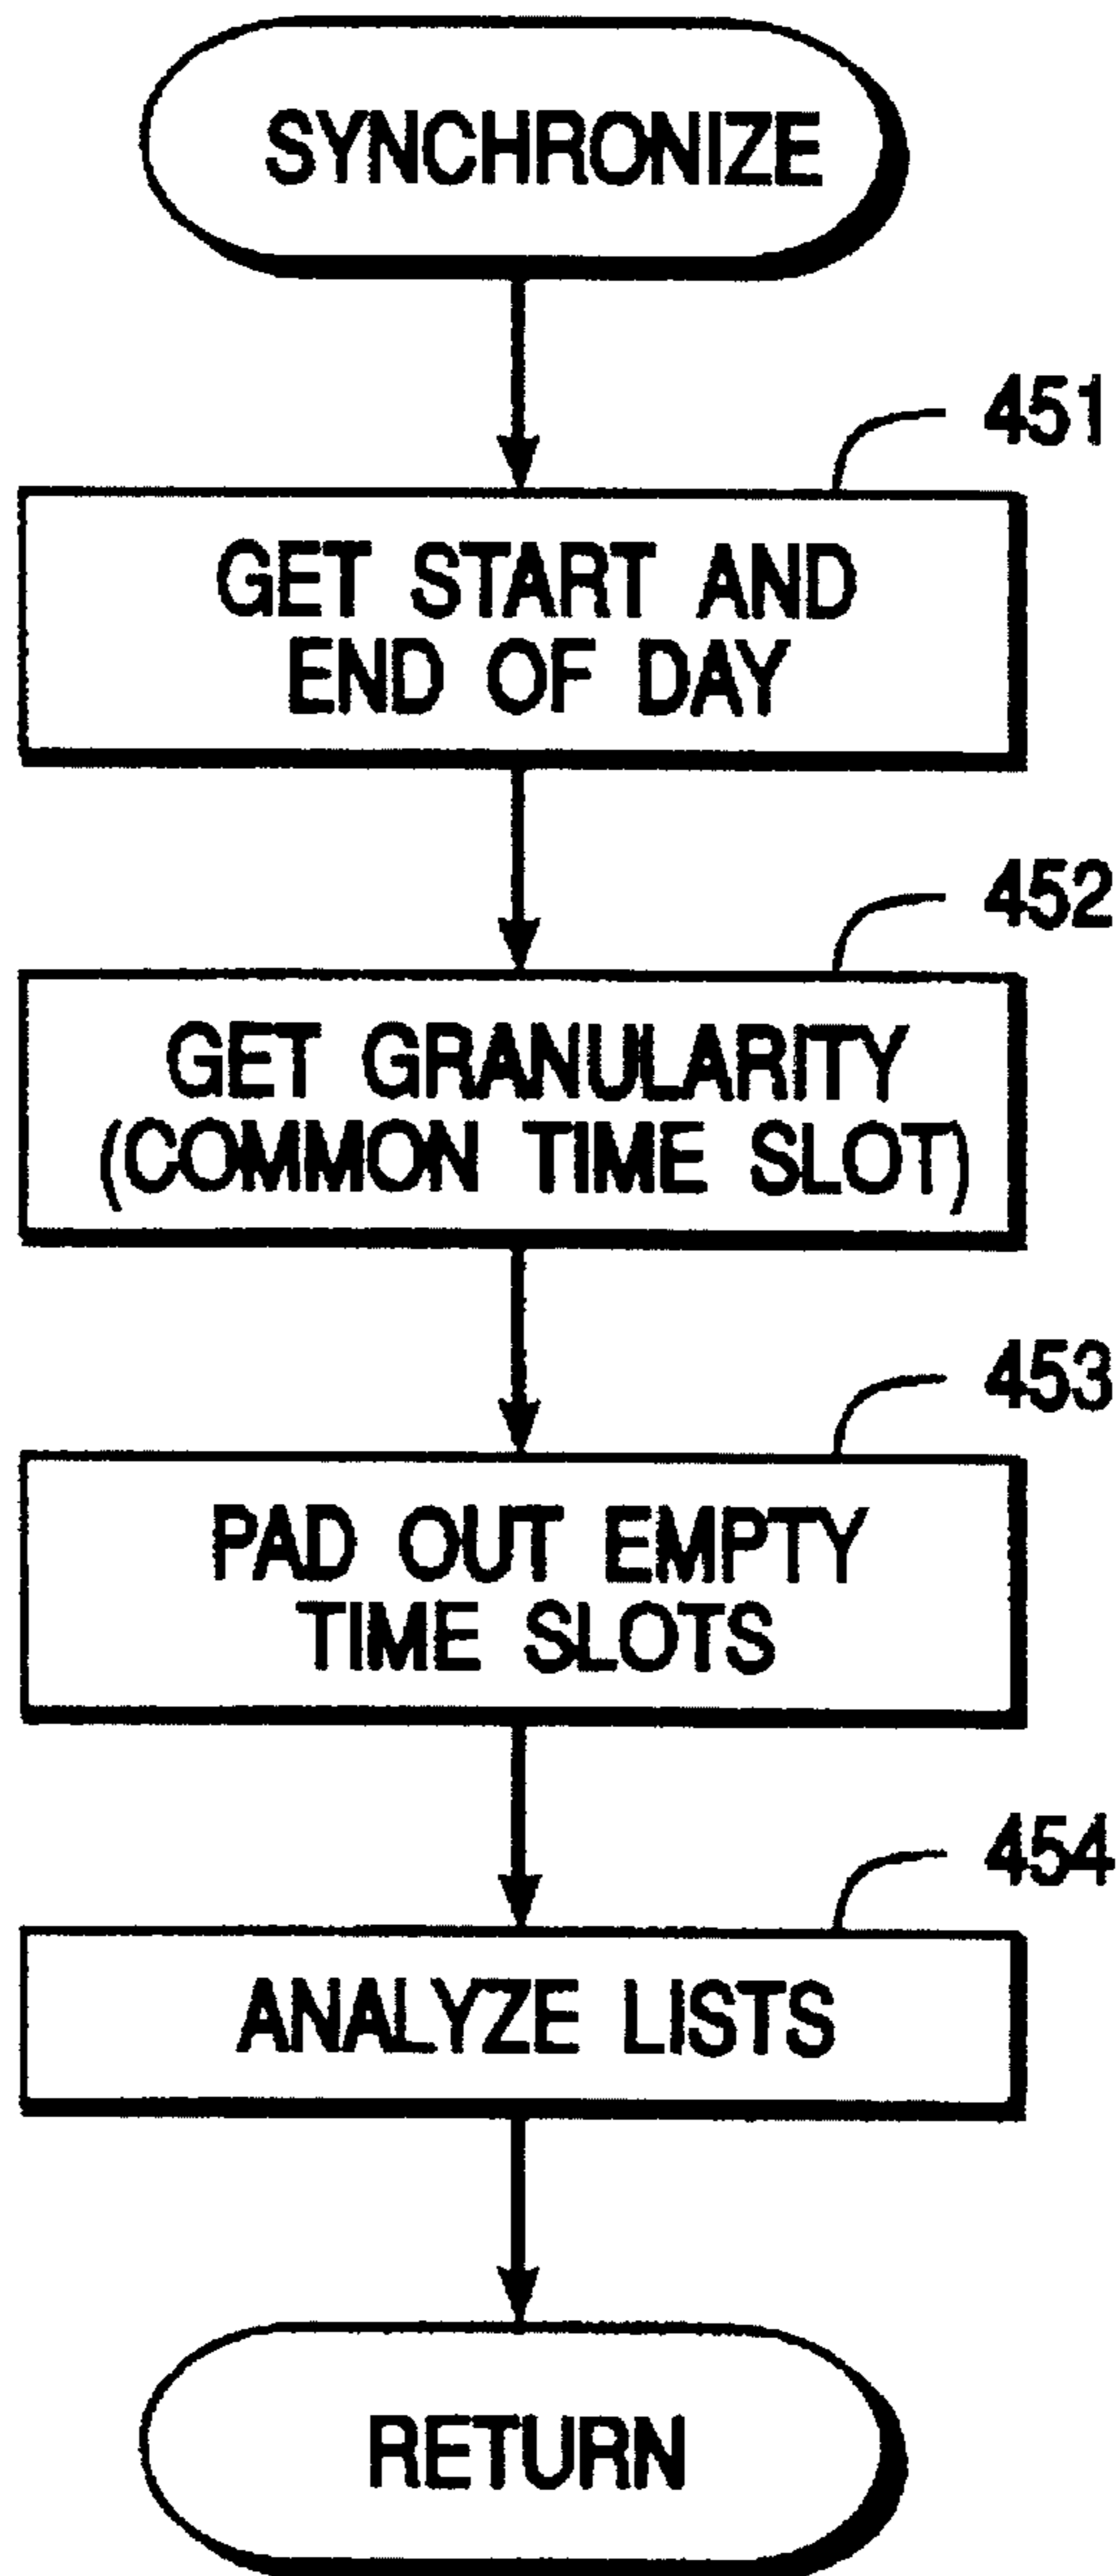 SYNCHRONIZE
451
GET START AND
END OF DAY
452
GET GRANULARITY
(COMMON TIME SLOT)
453
PAD OUT EMPTY
TIME SLOTS
454
ANALYZE LISTS
RETURN